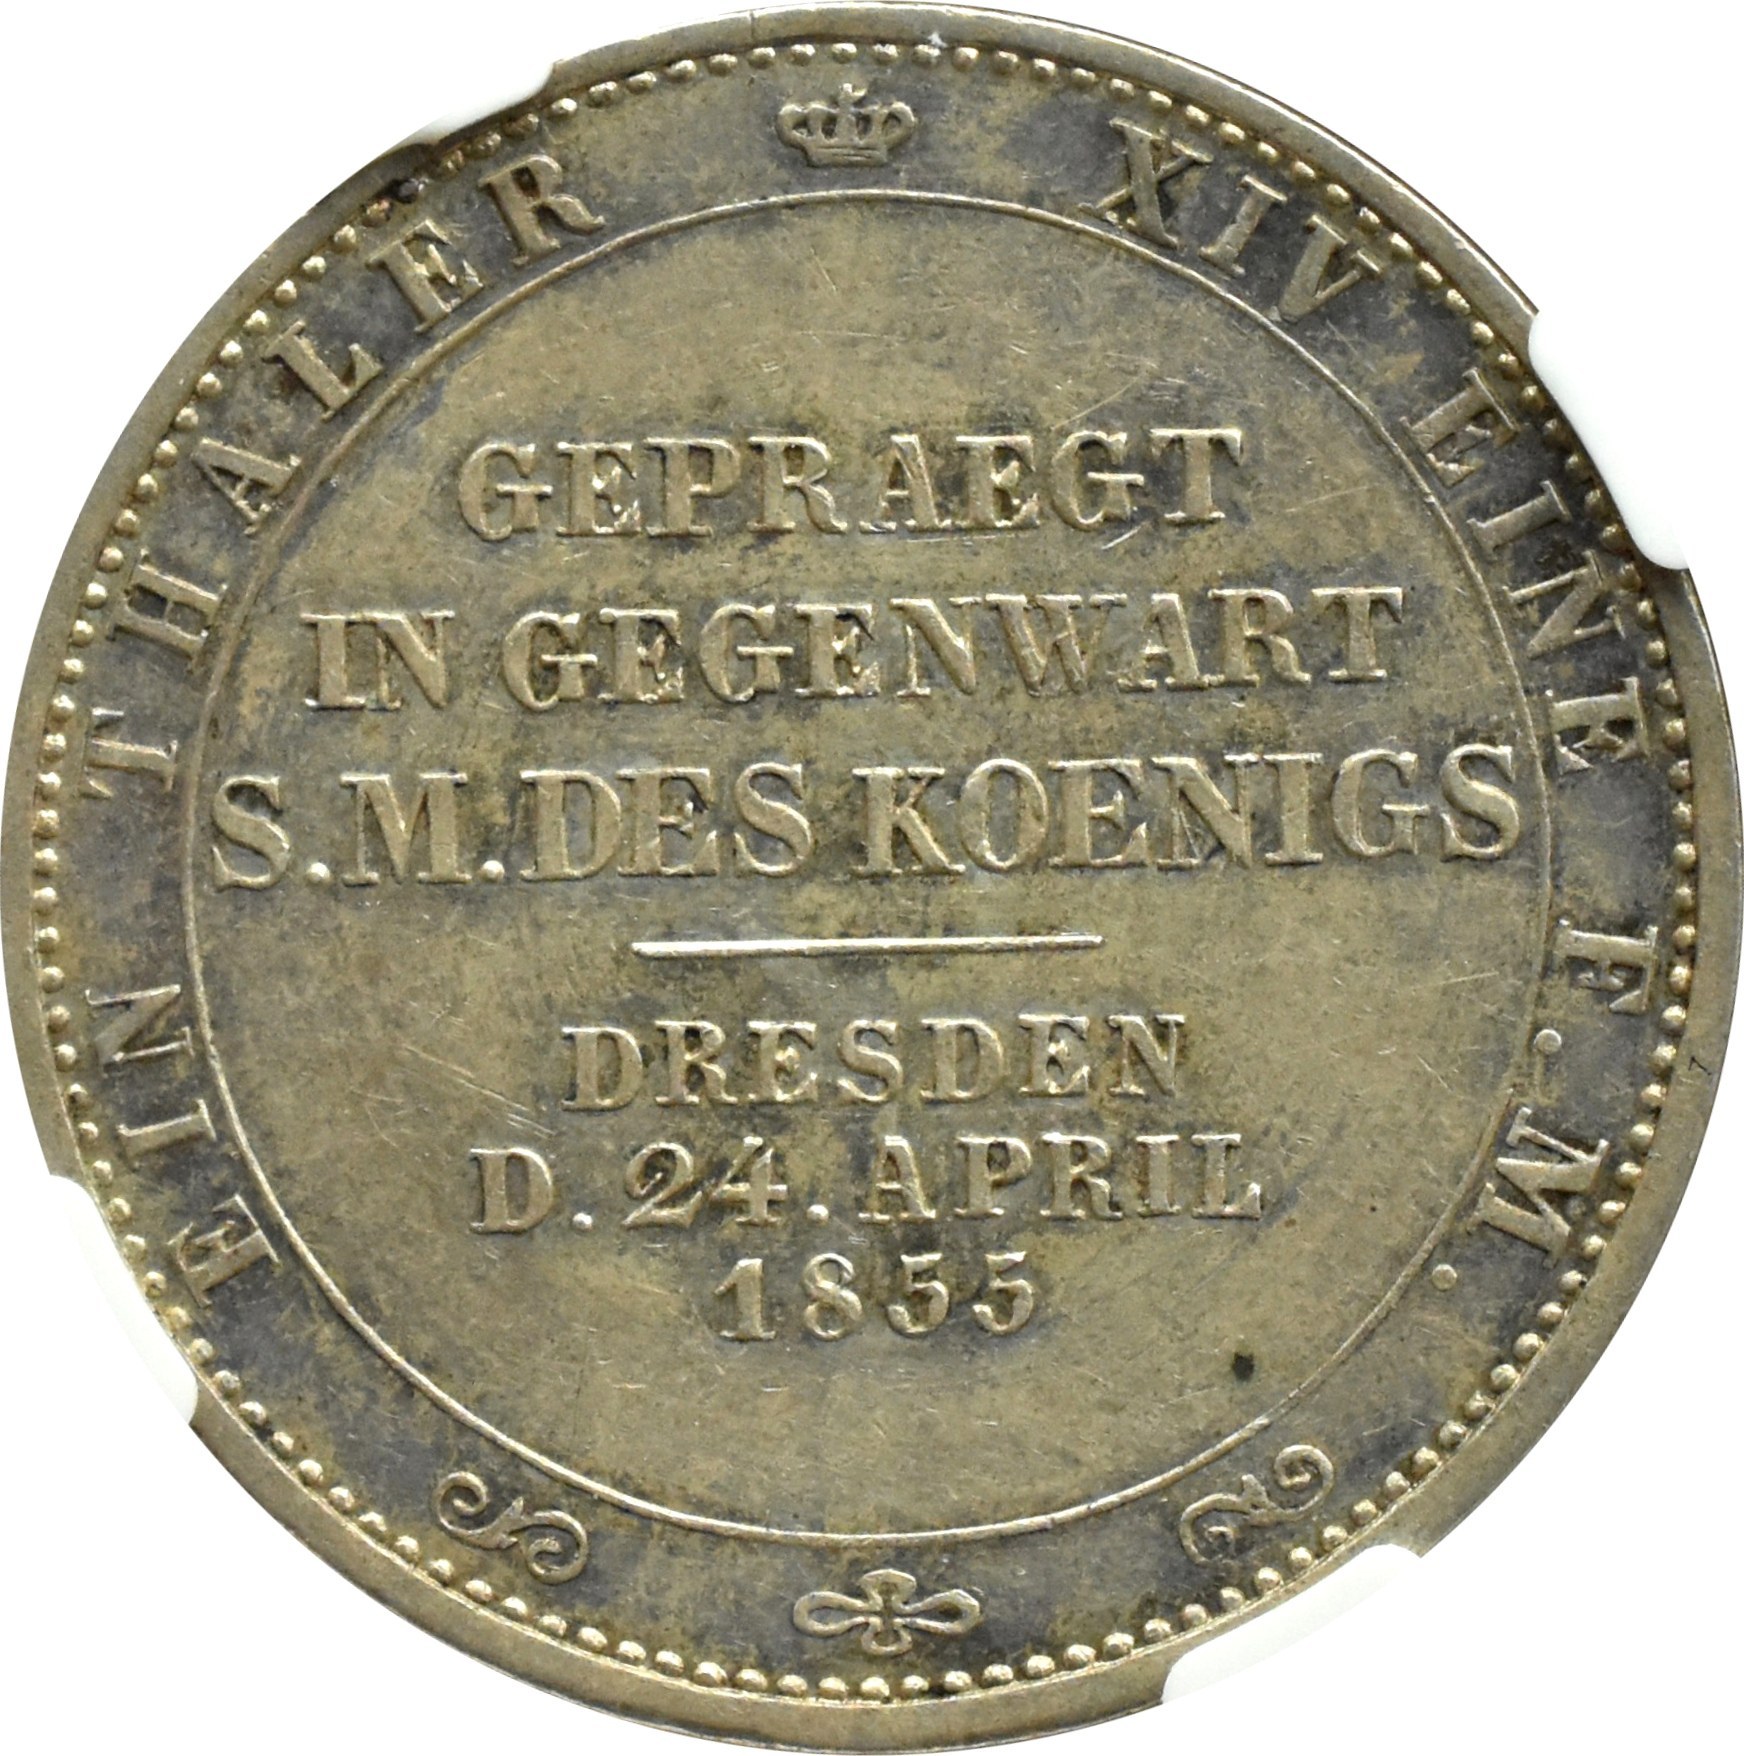 EIN THALER XIV EINE F. M.
GEPRAEGT
IN GEGENWART
S.M.DES KOENIGS
DRESDEN
D. 24. APRIL
1855